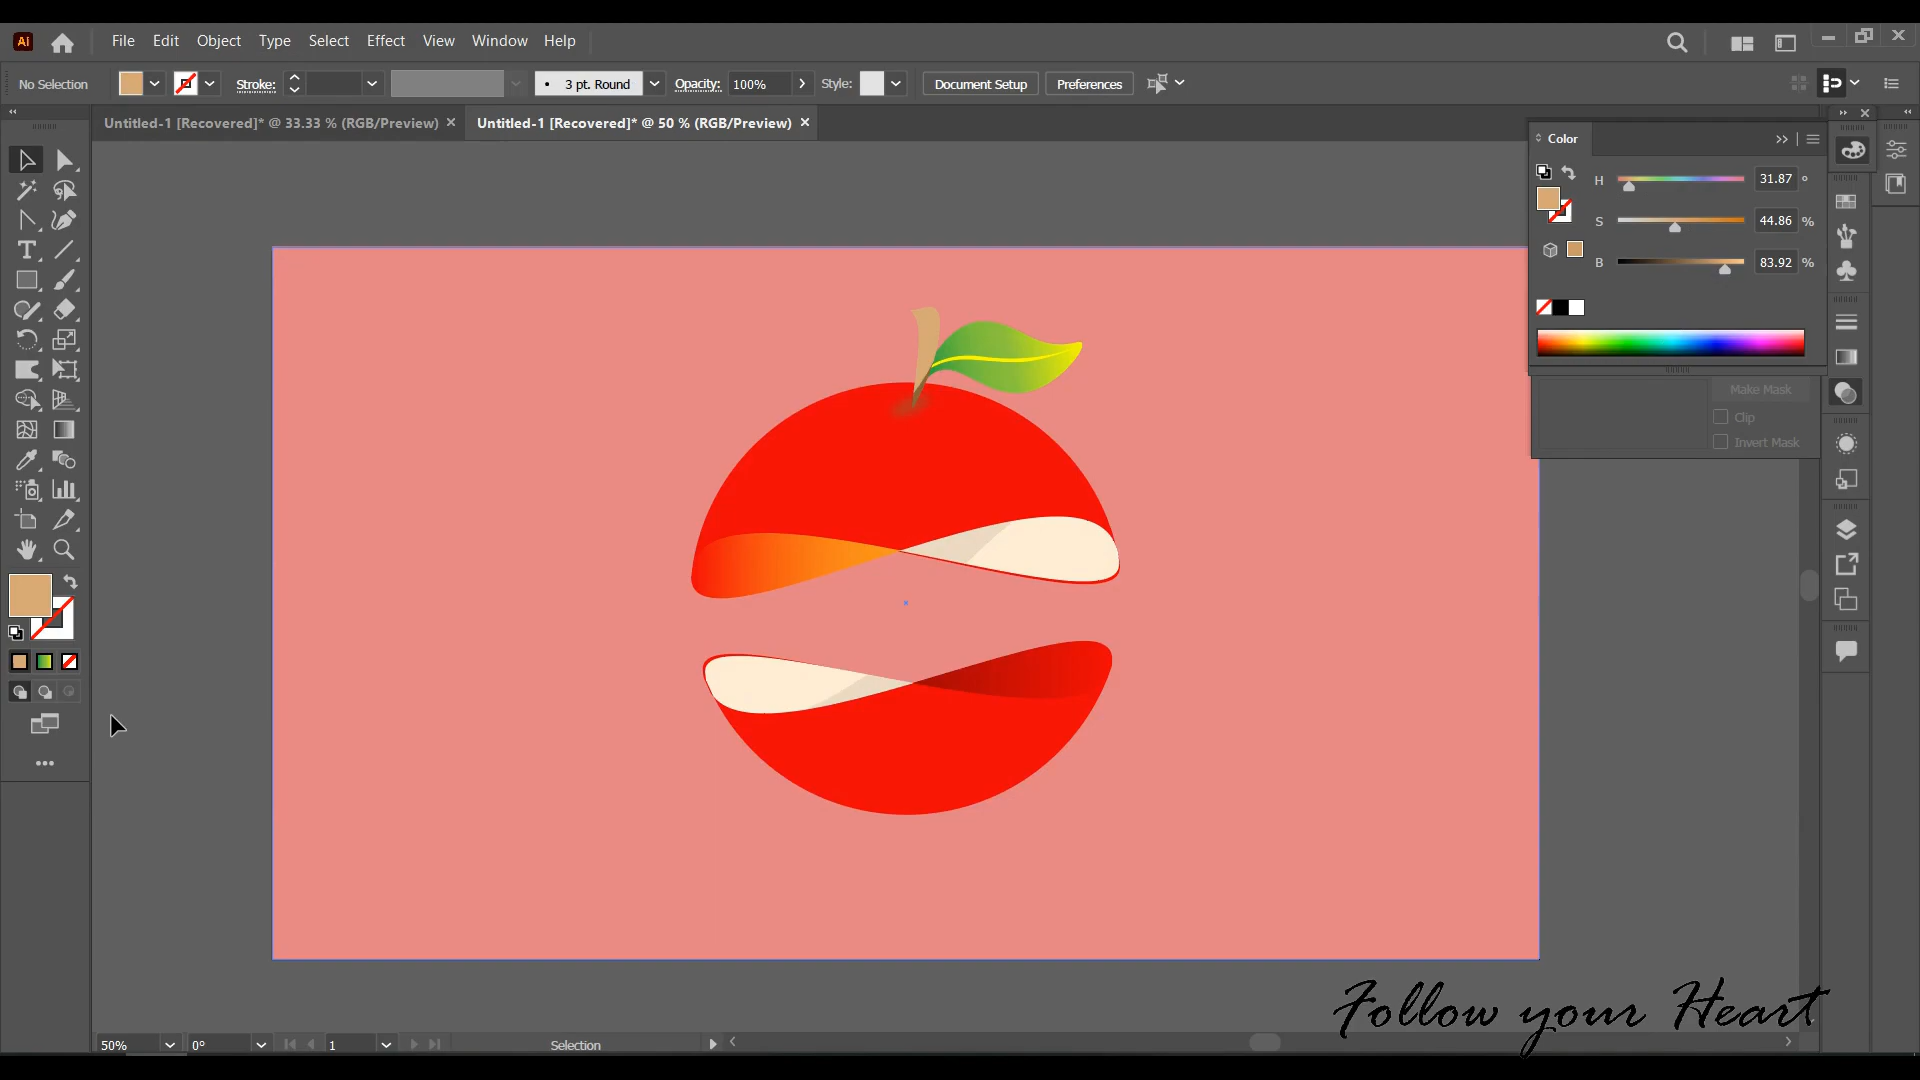 Ai File Edit Object Type Select Effect View Window Help
No Selection Stroke: 3 pt. Round Opacity: 100% Style: Document Setup Preferences
Untitled-1 [Recovered]* @ 33.33 % (RGB/Preview) Untitled-1 [Recovered]* @ 50 % (RGB/Preview)
Color
H 31.87 °
S 44.86 %
B 83.92 %
Make Mask
Clip
Invert Mask
Follow your Heart
50% 0° 1 Selection